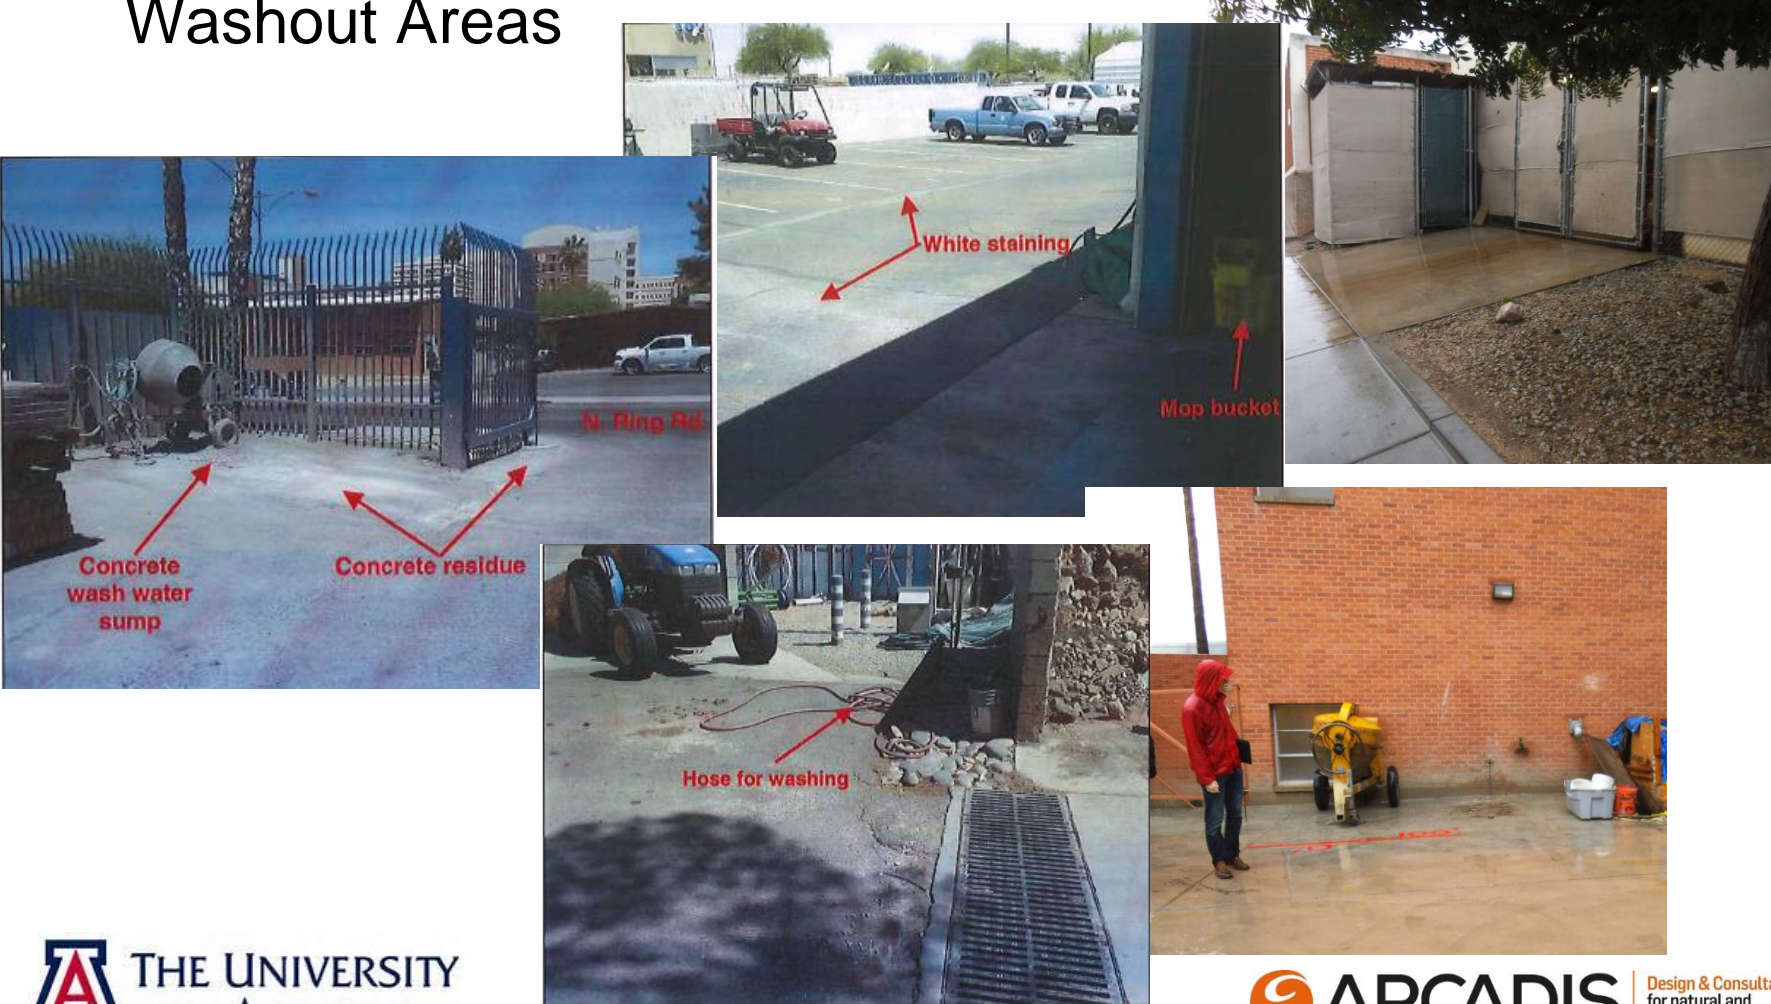 Washout Areas
White staining
Mop bucket
N. Ring Rd.
Concrete
wash water
sump
Concrete residue
Hose for washing
THE UNIVERSITY
ARCADIS
Design & Consulta
for natural and